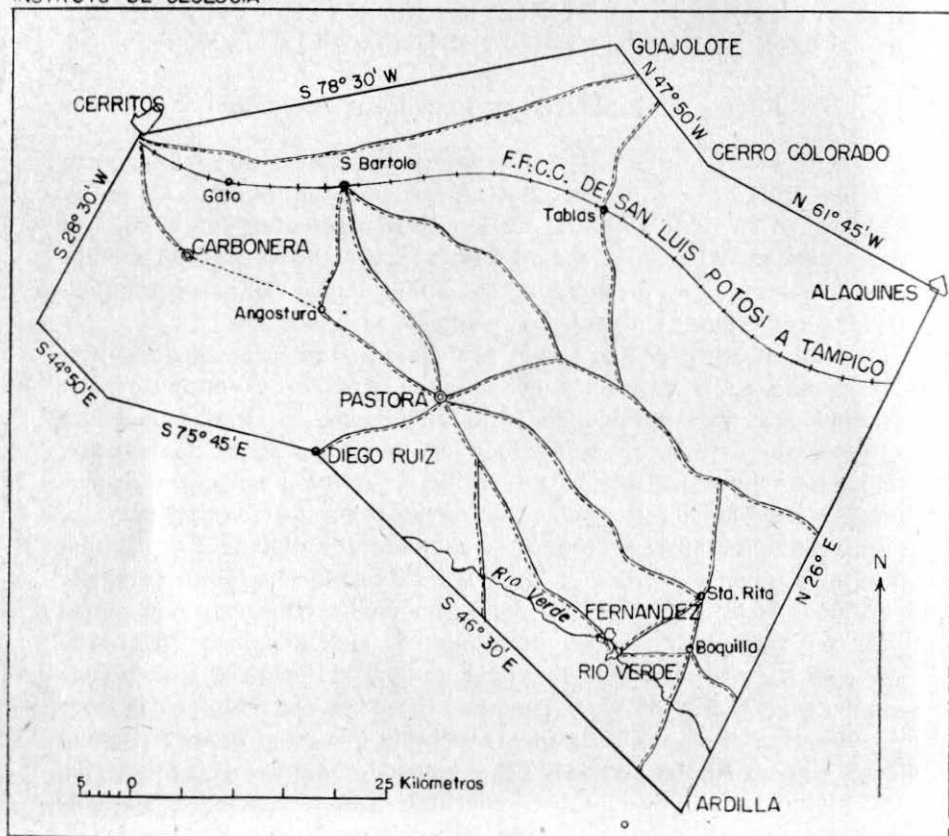 INSTITUTO DE GEOLOGIA
GUAJOLOTE
S 78° 30' W
N 47° 50' W
CERRITOS
CERRO COLORADO
S Bartolo
F.F.C.C. DE SAN LUIS POTOSI A TAMPICO
Gato
Tablas
N 61° 45' W
S 28° 30' W
CARBONERA
ALAQUINES
Angostura
S 44° 50' E
PASTORA
S 75° 45' E
DIEGO RUIZ
N 26° E
N
Rio Verde
Sta. Rita
FERNANDEZ
S 46° 30' E
Boquilla
RIO VERDE
5 0 25 Kilómetros
ARDILLA